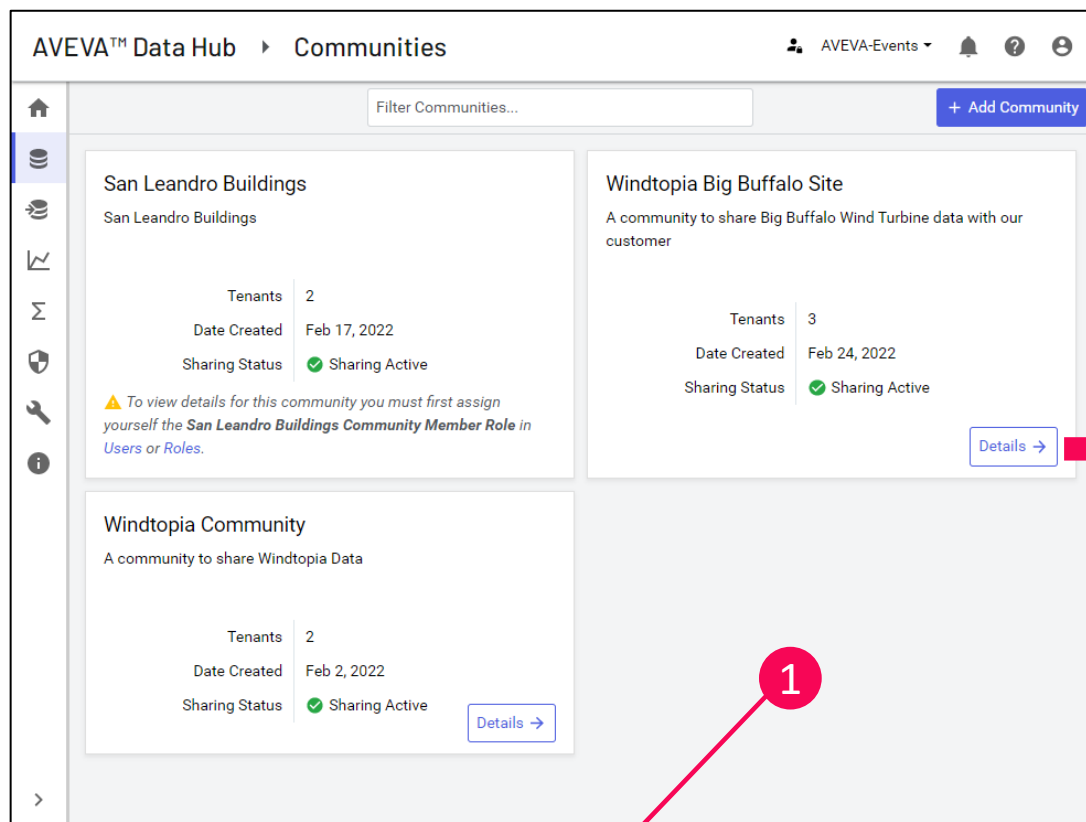 AVEVA™ Data Hub Communities AVEVA-Events
Filter Communities...
+ Add Community
San Leandro Buildings
San Leandro Buildings
Tenants 2
Date Created Feb 17, 2022
Sharing Status Sharing Active
To view details for this community you must first assign
yourself the San Leandro Buildings Community Member Role in
Users or Roles.
Windtopia Big Buffalo Site
A community to share Big Buffalo Wind Turbine data with our
customer
Tenants 3
Date Created Feb 24, 2022
Sharing Status Sharing Active
Details →
Windtopia Community
A community to share Windtopia Data
Tenants 2
Date Created Feb 2, 2022
Sharing Status Sharing Active
Details →
1